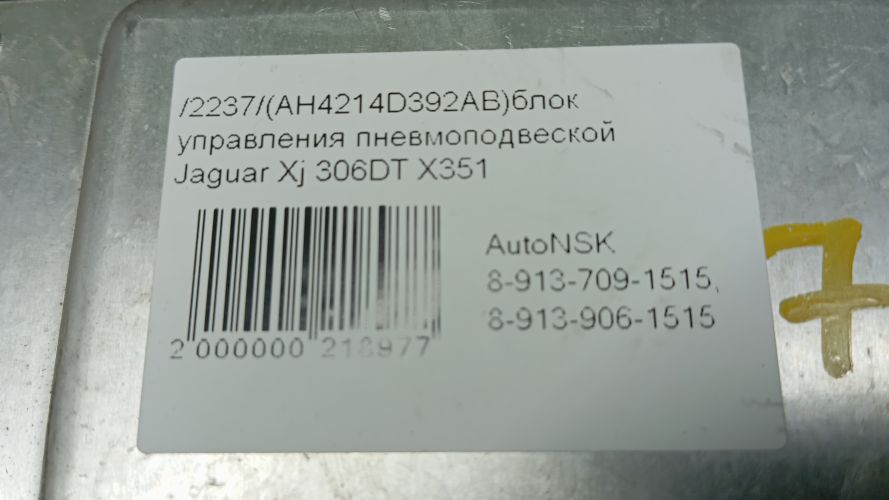 /2237/(AH4214D392AB)блок
управления пневмоподвеской
Jaguar Xj 306DT X351
AutoNSK
8-913-709-1515,
8-913-906-1515
2 000000 218977
7